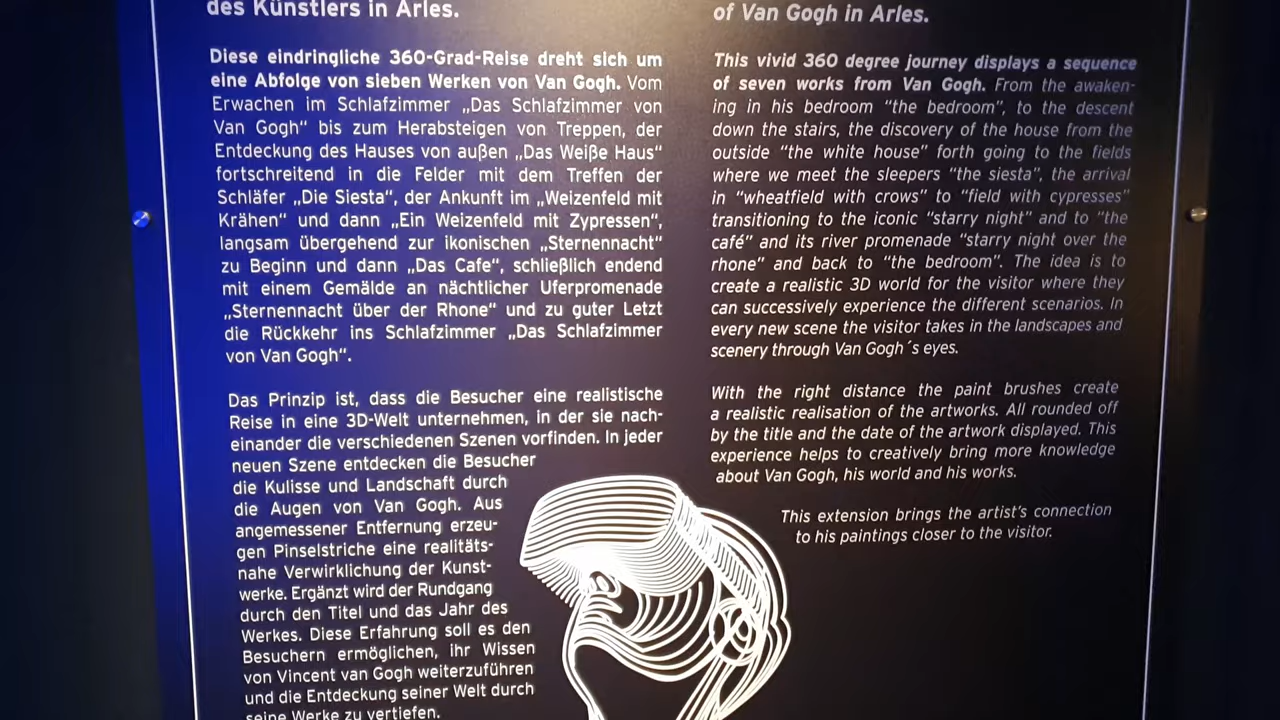 des Künstlers in Arles.
Diese eindringliche 360-Grad-Reise dreht sich um
eine Abfolge von sieben Werken von Van Gogh. Vom
Erwachen im Schlafzimmer „Das Schlafzimmer von
Van Gogh“ bis zum Herabsteigen von Treppen, der
Entdeckung des Hauses von außen „Das Weiße Haus“
fortschreitend in die Felder mit dem Treffen der
Schläfer „Die Siesta“, der Ankunft im „Weizenfeld mit
Krähen“ und dann „Ein Weizenfeld mit Zypressen“,
langsam übergehend zur ikonischen „Sternennacht“
zu Beginn und dann „Das Cafe“, schließlich endend
mit einem Gemälde an nächtlicher Uferpromenade
„Sternennacht über der Rhone“ und zu guter Letzt
die Rückkehr ins Schlafzimmer „Das Schlafzimmer
von Van Gogh“.
Das Prinzip ist, dass die Besucher eine realistische
Reise in eine 3D-Welt unternehmen, in der sie nach-
einander die verschiedenen Szenen vorfinden. In jeder
neuen Szene entdecken die Besucher
die Kulisse und Landschaft durch
die Augen von Van Gogh. Aus
angemessener Entfernung erzeu-
gen Pinselstriche eine realitäts-
nahe Verwirklichung der Kunst-
werke. Ergänzt wird der Rundgang
durch den Titel und das Jahr des
Werkes. Diese Erfahrung soll es den
Besuchern ermöglichen, ihr Wissen
von Vincent van Gogh weiterzuführen
und die Entdeckung seiner Welt durch
seine Werke zu vertiefen.
of Van Gogh in Arles.
This vivid 360 degree journey displays a sequence
of seven works from Van Gogh. From the awaken-
ing in his bedroom “the bedroom”, to the descent
down the stairs, the discovery of the house from the
outside “the white house” forth going to the fields
where we meet the sleepers “the siesta”, the arrival
in “wheatfield with crows” to “field with cypresses”
transitioning to the iconic “starry night” and to “the
café” and its river promenade “starry night over the
rhone” and back to “the bedroom”. The idea is to
create a realistic 3D world for the visitor where they
can successively experience the different scenarios. In
every new scene the visitor takes in the landscapes and
scenery through Van Gogh´s eyes.
With the right distance the paint brushes create
a realistic realisation of the artworks. All rounded off
by the title and the date of the artwork displayed. This
experience helps to creatively bring more knowledge
about Van Gogh, his world and his works.
This extension brings the artist’s connection
to his paintings closer to the visitor.